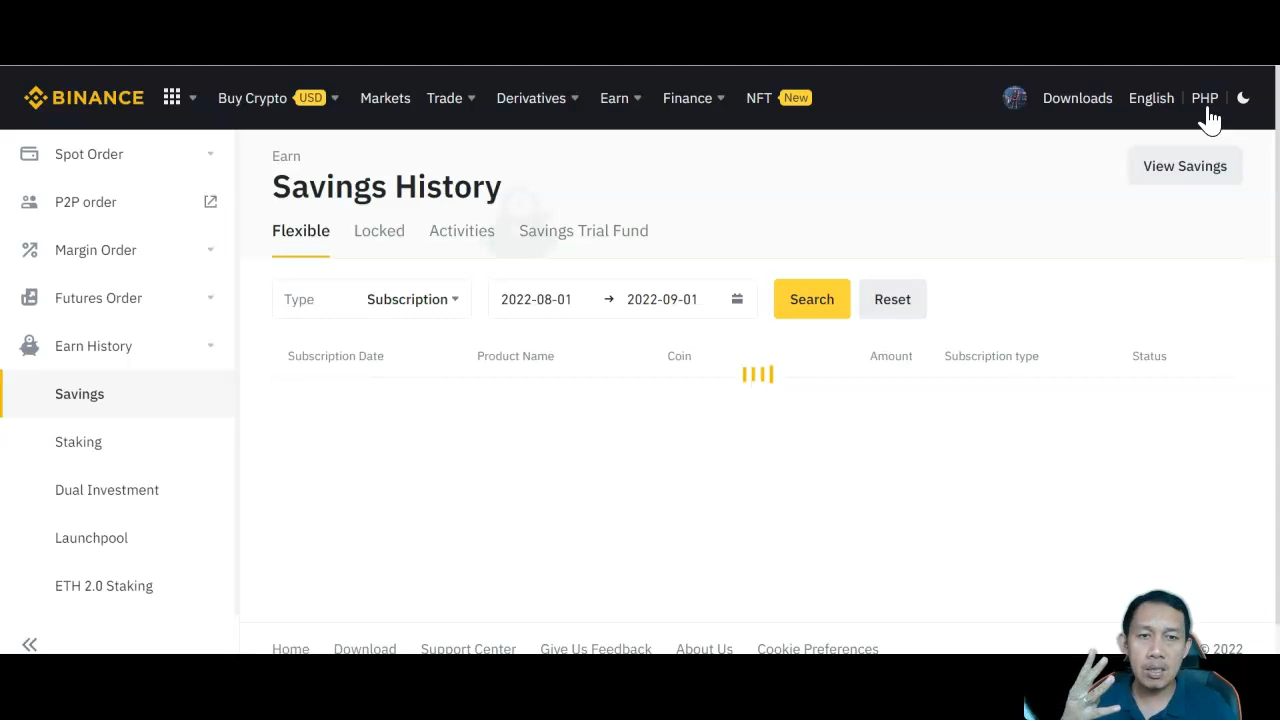 BINANCE
Buy Crypto USD
Markets
Trade
Derivatives
Earn
Finance
NFT New
Downloads
English
PHP
Spot Order
P2P order
Margin Order
Futures Order
Earn History
Savings
Staking
Dual Investment
Launchpool
ETH 2.0 Staking
Earn
Savings History
View Savings
Flexible Locked Activities Savings Trial Fund
Type Subscription 2022-08-01 → 2022-09-01 Search Reset
Subscription Date Product Name Coin Amount Subscription type Status
Home Download Support Center Give Us Feedback About Us Cookie Preferences © 2022